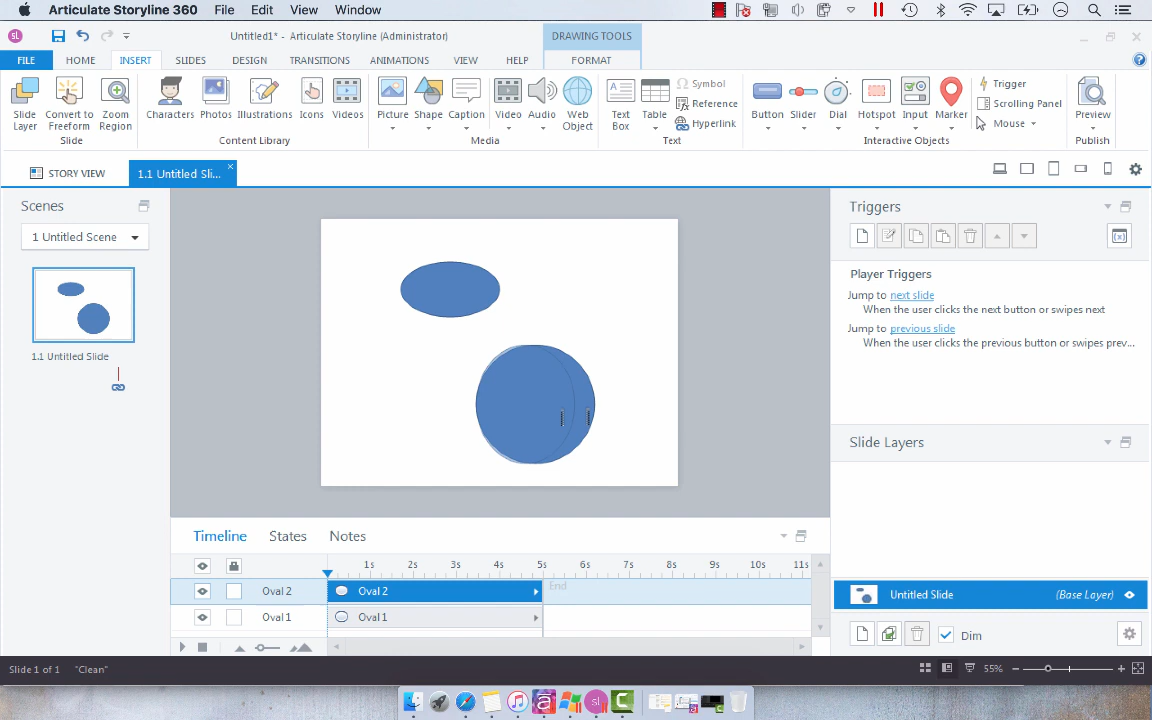 Articulate Storyline 360 File Edit View Window
Untitled1* - Articulate Storyline (Administrator) DRAWING TOOLS
FILE HOME INSERT SLIDES DESIGN TRANSITIONS ANIMATIONS VIEW HELP FORMAT
Slide Layer
Convert to Freeform
Zoom Region
Slide
Characters Photos Illustrations Icons Videos
Content Library
Picture Shape Caption Video Audio Web Object
Media
Text Box
Table
Symbol
Reference
Hyperlink
Text
Button Slider Dial Hotspot Input Marker
Trigger
Scrolling Panel
Mouse
Interactive Objects
Preview
Publish
STORY VIEW 1.1 Untitled Sli...
Scenes
1 Untitled Scene
1.1 Untitled Slide
Triggers
Player Triggers
Jump to next slide
When the user clicks the next button or swipes next
Jump to previous slide
When the user clicks the previous button or swipes prev...
Slide Layers
Untitled Slide (Base Layer)
Dim
Timeline States Notes
1s 2s 3s 4s 5s 6s 7s 8s 9s 10s 11s
Oval 2 Oval 2 End
Oval 1 Oval 1
Slide 1 of 1 "Clean" 55%